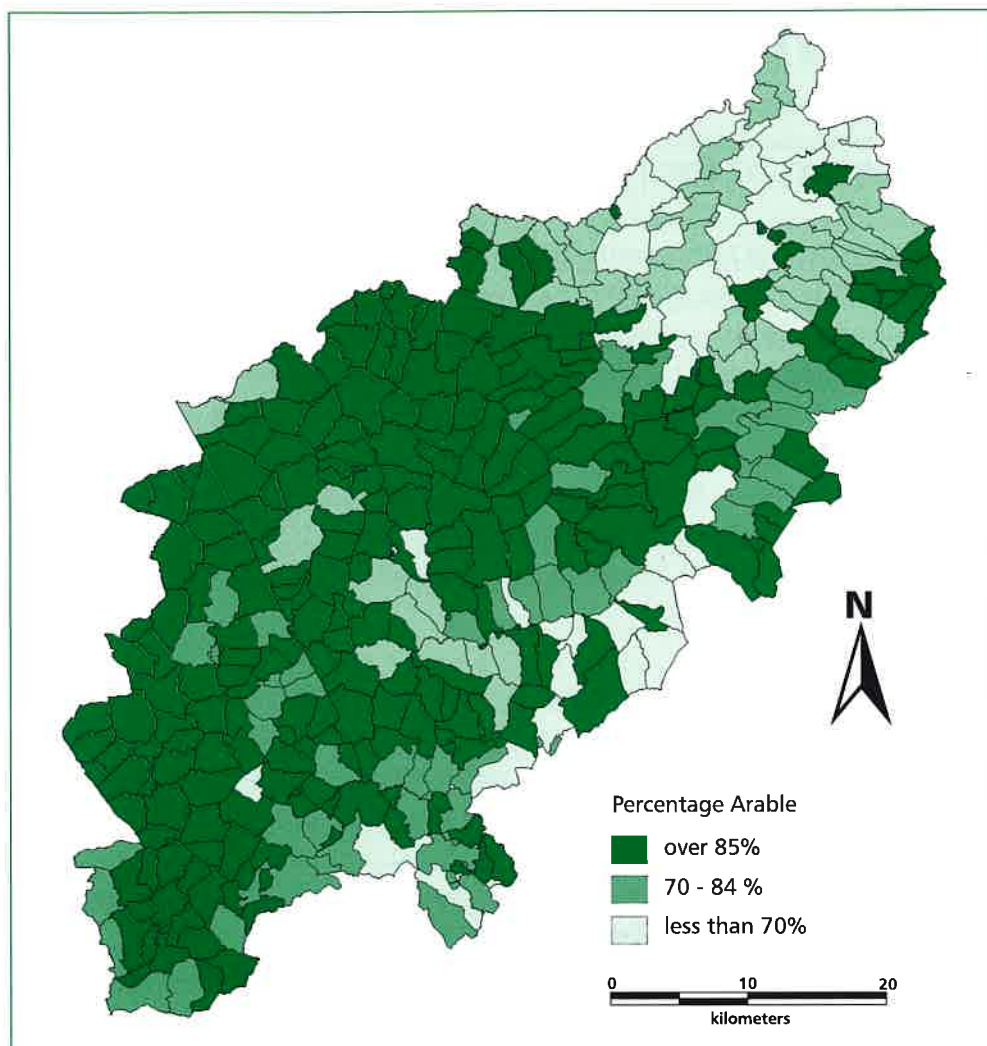 N
Percentage Arable
over 85%
70 - 84 %
less than 70%
0 10 20
kilometers